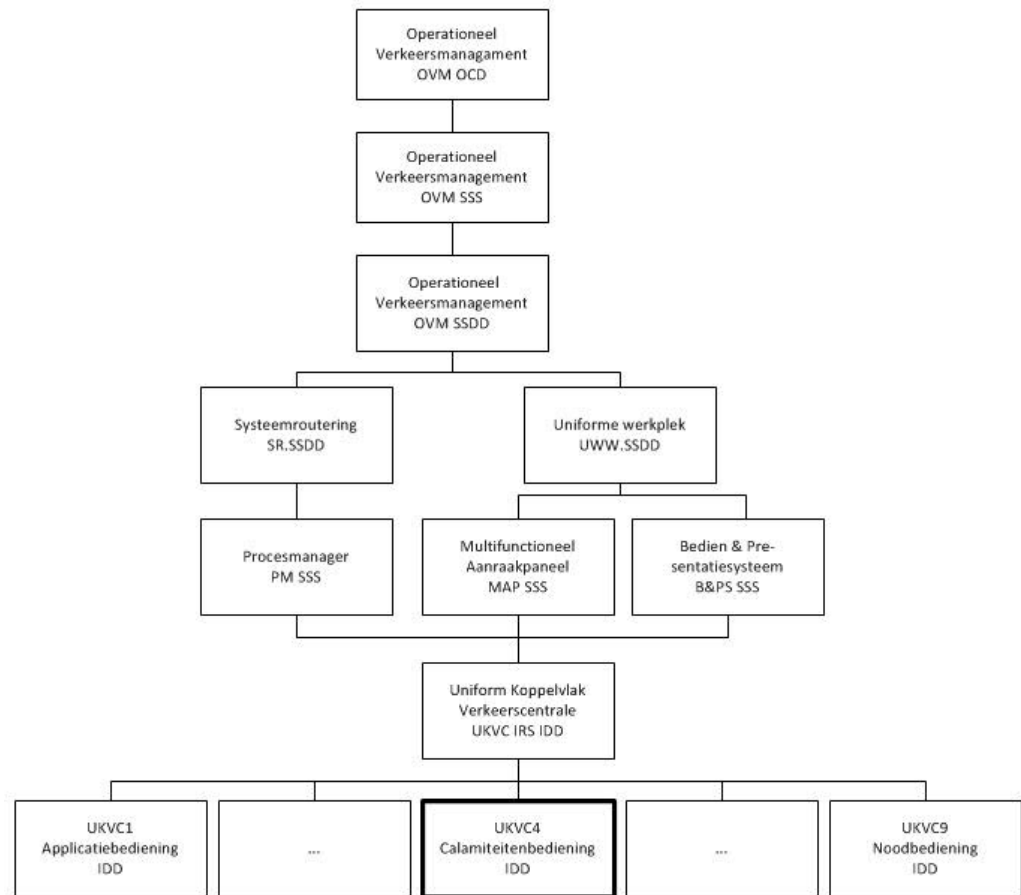 Operationeel
Verkeersmanagament
OVM OCD
Operationeel
Verkeersmanagement
OVM SSS
Operationeel
Verkeersmanagement
OVM SSDD
Systeemroutering
SR.SSDD
Uniforme werkplek
UWW.SSDD
Procesmanager
PM SSS
Multifunctioneel
Aanraakpaneel
MAP SSS
Bedien & Pre-
sentatiesysteem
B&PS SSS
Uniform Koppelvlak
Verkeerscentrale
UKVC IRS IDD
UKVC1
Applicatiebediening
IDD
...
UKVC4
Calamiteitenbediening
IDD
...
UKVC9
Noodbediening
IDD